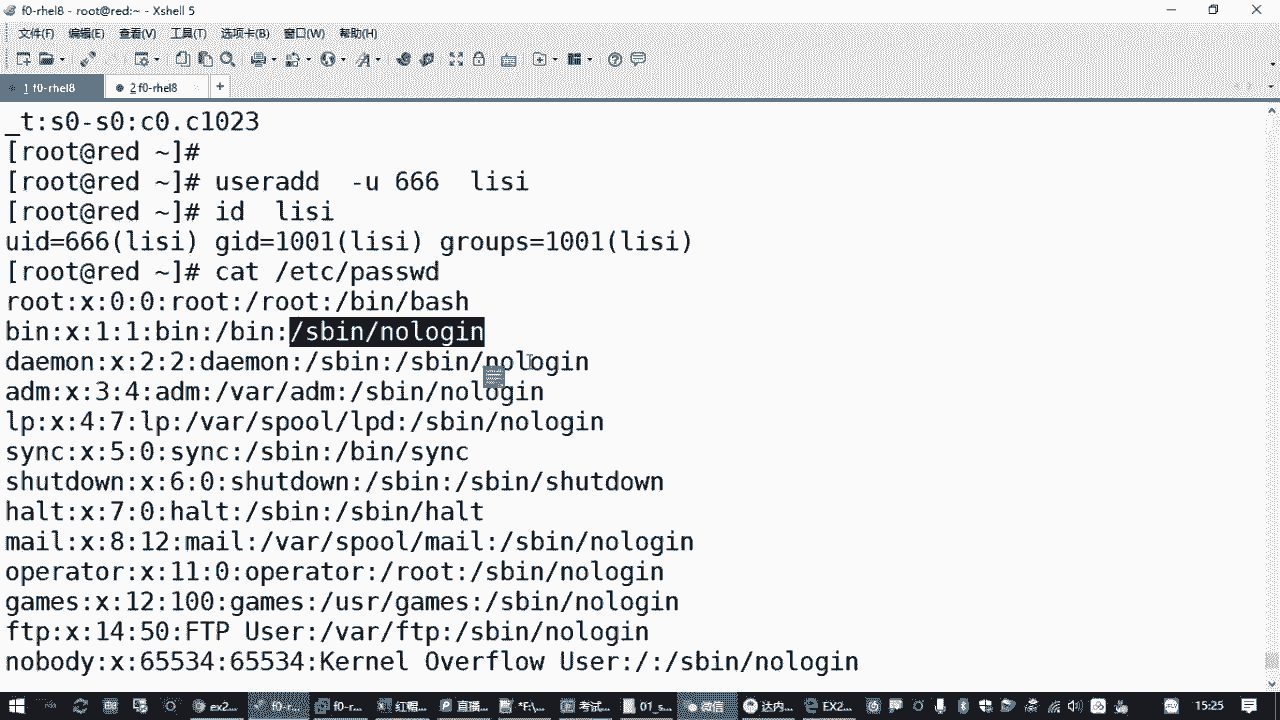 f0-rhel8 - root@red:~ - Xshell 5
文件(F) 编辑(E) 查看(V) 工具(T) 选项卡(B) 窗口(W) 帮助(H)
1 f0-rhel8 2 f0-rhel8 +
_t:s0-s0:c0.c1023
[root@red ~]#
[root@red ~]# useradd  -u 666  lisi
[root@red ~]# id  lisi
uid=666(lisi) gid=1001(lisi) groups=1001(lisi)
[root@red ~]# cat /etc/passwd
root:x:0:0:root:/root:/bin/bash
bin:x:1:1:bin:/bin:/sbin/nologin
daemon:x:2:2:daemon:/sbin:/sbin/nologin
adm:x:3:4:adm:/var/adm:/sbin/nologin
lp:x:4:7:lp:/var/spool/lpd:/sbin/nologin
sync:x:5:0:sync:/sbin:/bin/sync
shutdown:x:6:0:shutdown:/sbin:/sbin/shutdown
halt:x:7:0:halt:/sbin:/sbin/halt
mail:x:8:12:mail:/var/spool/mail:/sbin/nologin
operator:x:11:0:operator:/root:/sbin/nologin
games:x:12:100:games:/usr/games:/sbin/nologin
ftp:x:14:50:FTP User:/var/ftp:/sbin/nologin
nobody:x:65534:65534:Kernel Overflow User:/:/sbin/nologin
ex2... f0-r... f0-r... 红帽... 直播... *F:\... 考试... 01_s... 微信 达内... EX2... 15:25